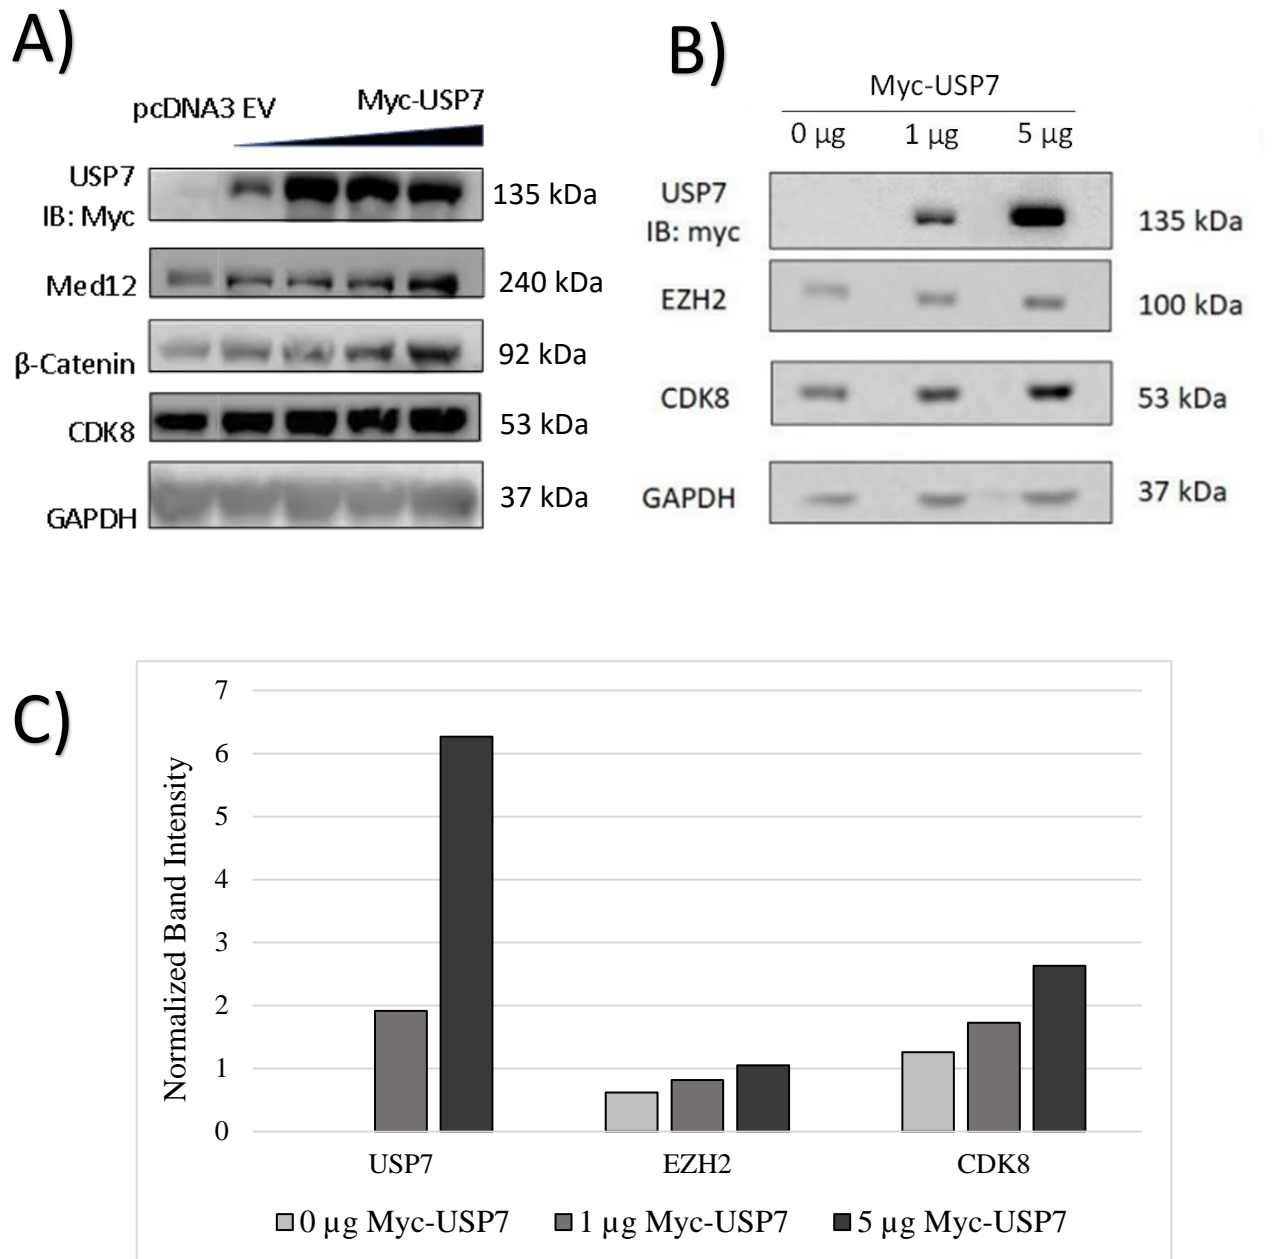 A)
pcDNA3 EV
Myc-USP7
USP7
IB: Myc
135 kDa
Med12
240 kDa
β-Catenin
92 kDa
CDK8
53 kDa
GAPDH
37 kDa
B)
Myc-USP7
0 µg 1 µg 5 µg
USP7
IB: myc
135 kDa
EZH2
100 kDa
CDK8
53 kDa
GAPDH
37 kDa
C)
Normalized Band Intensity
7
6
5
4
3
2
1
0
USP7 EZH2 CDK8
0 µg Myc-USP7 1 µg Myc-USP7 5 µg Myc-USP7